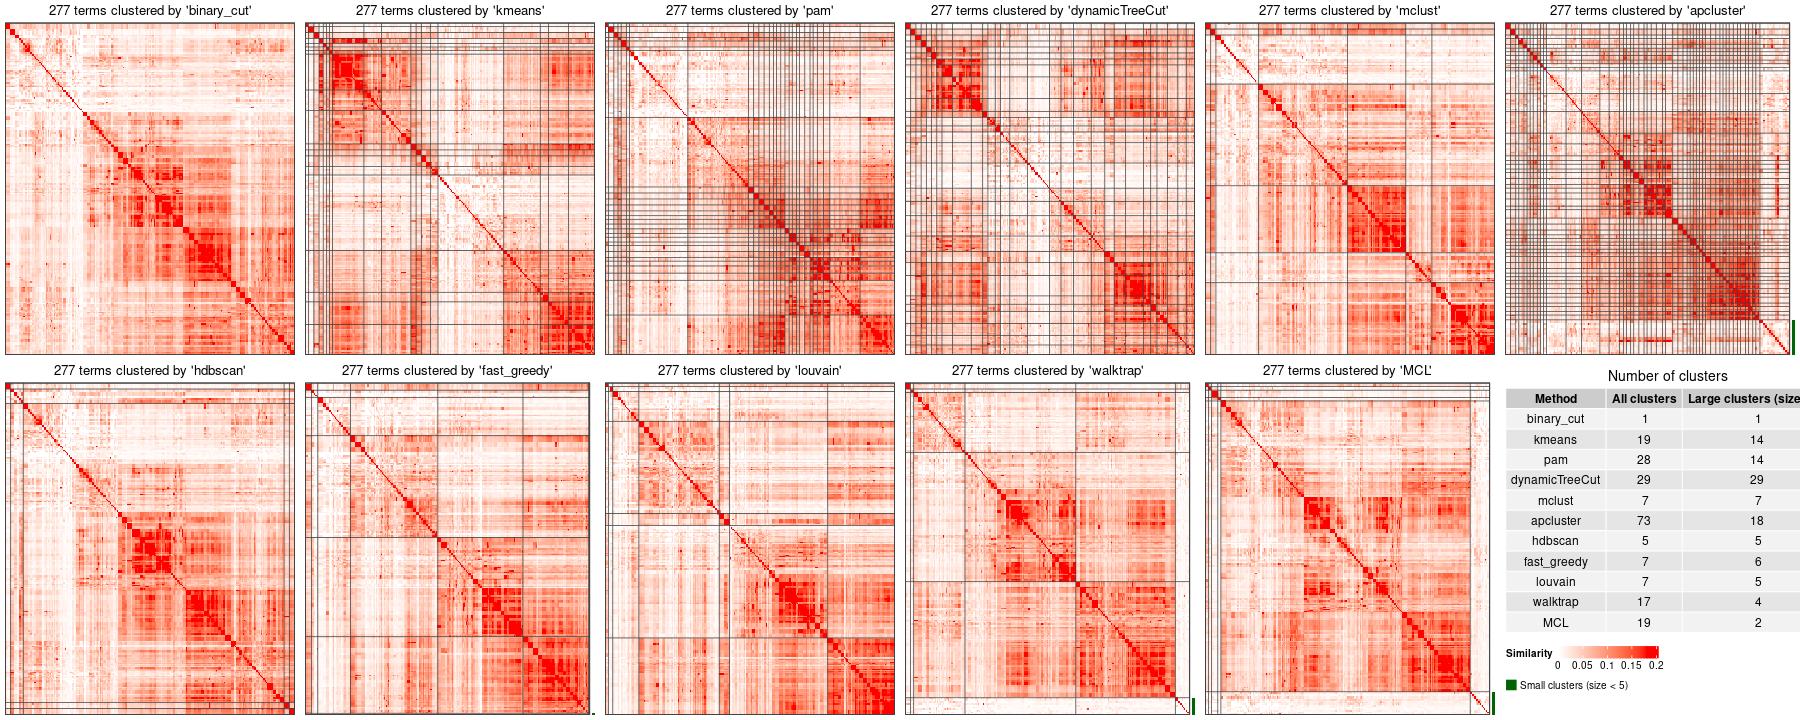 277 terms clustered by 'binary_cut'
277 terms clustered by 'kmeans'
277 terms clustered by 'pam'
277 terms clustered by 'dynamicTreeCut'
277 terms clustered by 'mclust'
277 terms clustered by 'apcluster'
277 terms clustered by 'hdbscan'
277 terms clustered by 'fast_greedy'
277 terms clustered by 'louvain'
277 terms clustered by 'walktrap'
277 terms clustered by 'MCL'
Number of clusters
Method All clusters Large clusters (size
binary_cut 1 1
kmeans 19 14
pam 28 14
dynamicTreeCut 29 29
mclust 7 7
apcluster 73 18
hdbscan 5 5
fast_greedy 7 6
louvain 7 5
walktrap 17 4
MCL 19 2
Similarity
0 0.05 0.1 0.15 0.2
Small clusters (size < 5)